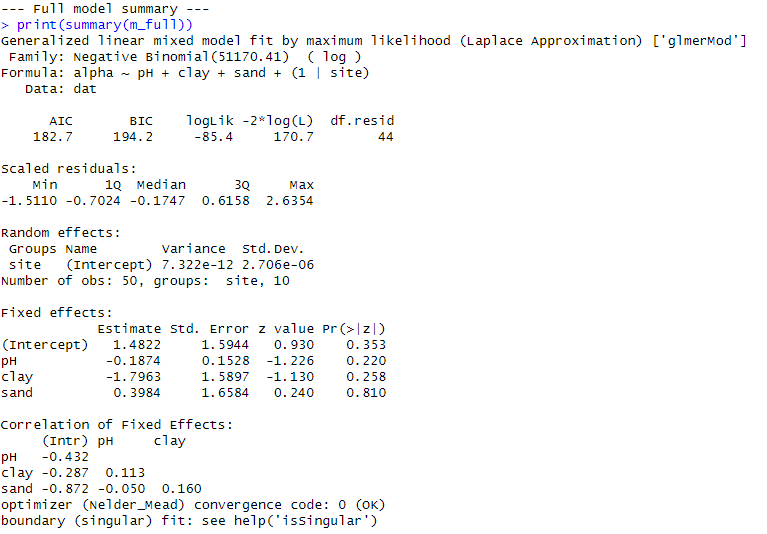 --- Full model summary ---
> print(summary(m_full))
Generalized linear mixed model fit by maximum likelihood (Laplace Approximation) ['glmerMod']
 Family: Negative Binomial(51170.41)  ( log )
Formula: alpha ~ pH + clay + sand + (1 | site)
   Data: dat

      AIC       BIC    logLik -2*log(L)  df.resid
    182.7     194.2     -85.4     170.7        44

Scaled residuals:
    Min      1Q  Median      3Q     Max
-1.5110 -0.7024 -0.1747  0.6158  2.6354

Random effects:
 Groups Name        Variance  Std.Dev.
 site   (Intercept) 7.322e-12 2.706e-06
Number of obs: 50, groups:  site, 10

Fixed effects:
            Estimate Std. Error z value Pr(>|z|)
(Intercept)   1.4822     1.5944   0.930    0.353
pH           -0.1874     0.1528  -1.226    0.220
clay         -1.7963     1.5897  -1.130    0.258
sand          0.3984     1.6584   0.240    0.810

Correlation of Fixed Effects:
     (Intr) pH     clay
pH   -0.432
clay -0.287  0.113
sand -0.872 -0.050  0.160
optimizer (Nelder_Mead) convergence code: 0 (OK)
boundary (singular) fit: see help('isSingular')